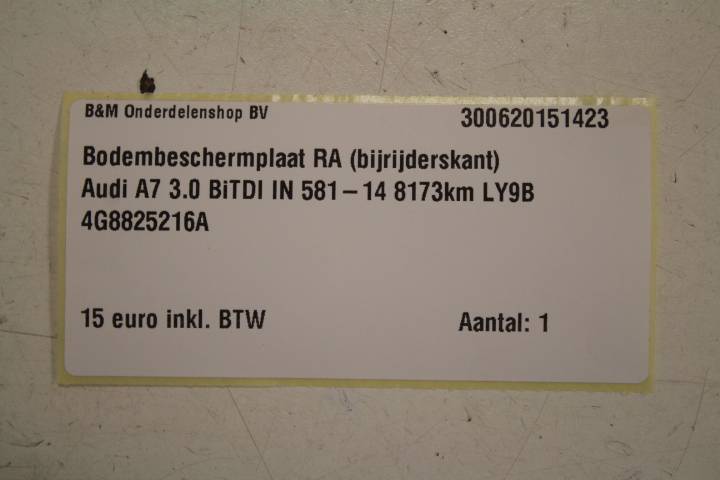 B&M Onderdelenshop BV 300620151423
Bodembeschermplaat RA (bijrijderskant)
Audi A7 3.0 BiTDI IN 581–14 8173km LY9B
4G8825216A
15 euro inkl. BTW Aantal: 1